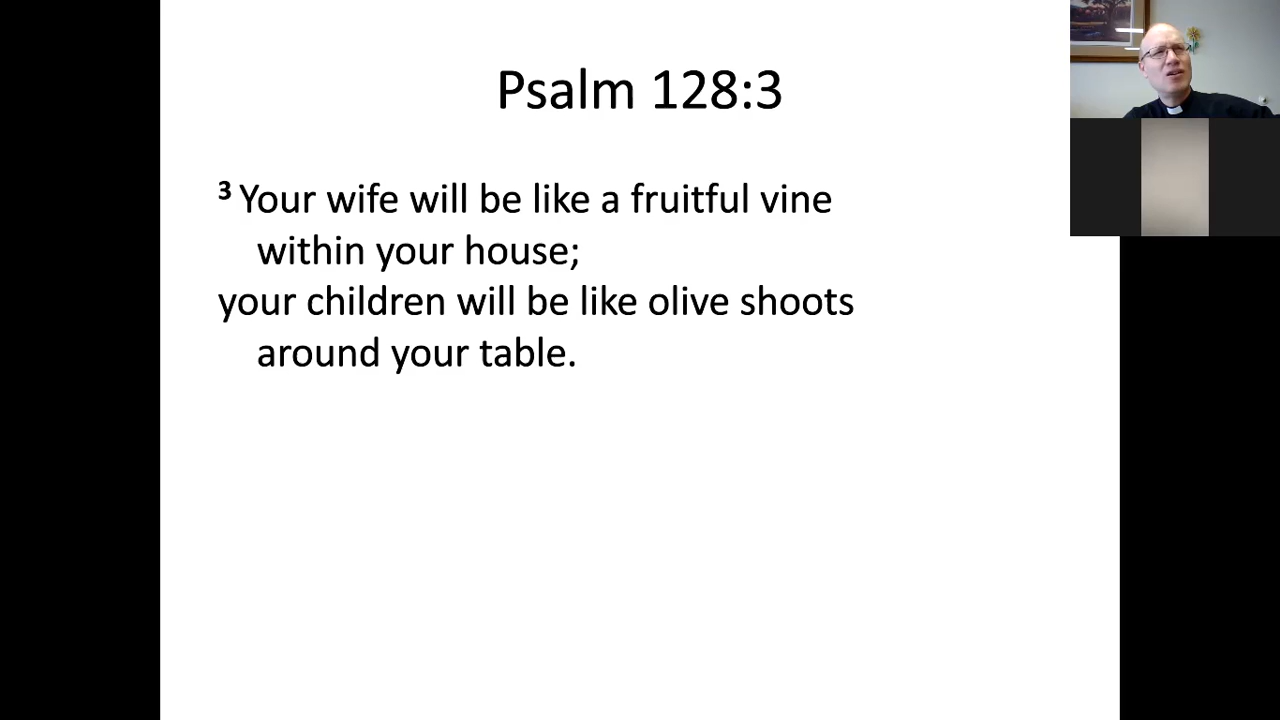 Psalm 128:3
3 Your wife will be like a fruitful vine
within your house;
your children will be like olive shoots
around your table.